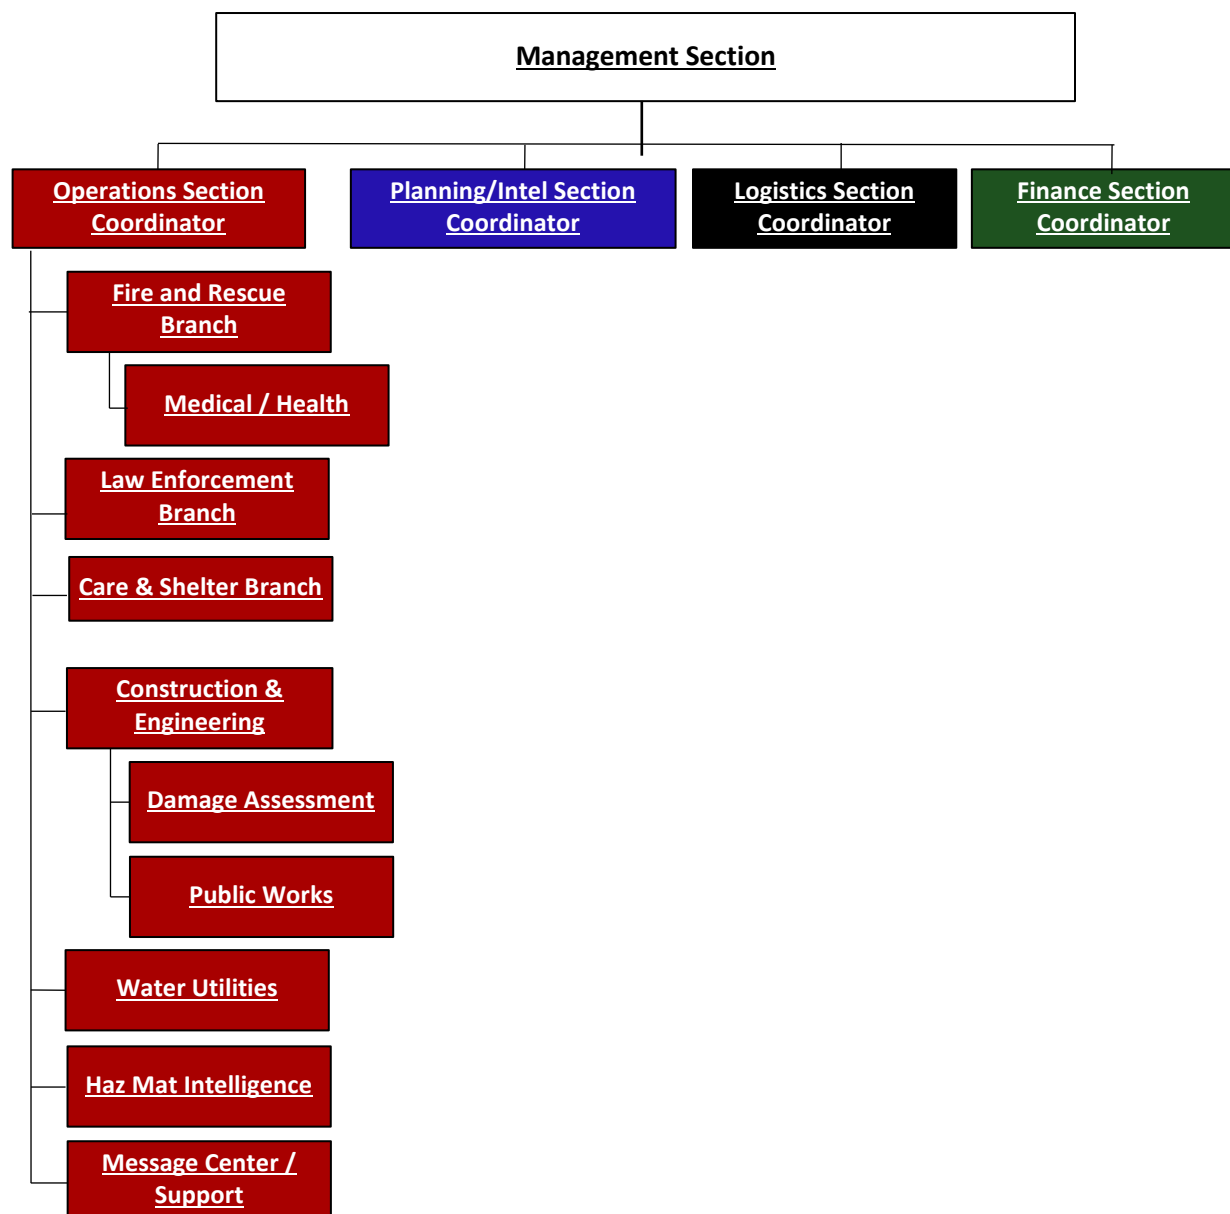 Management Section
Operations Section
Coordinator
Planning/Intel Section
Coordinator
Logistics Section
Coordinator
Finance Section
Coordinator
Fire and Rescue
Branch
Medical / Health
Law Enforcement
Branch
Care & Shelter Branch
Construction &
Engineering
Damage Assessment
Public Works
Water Utilities
Haz Mat Intelligence
Message Center /
Support